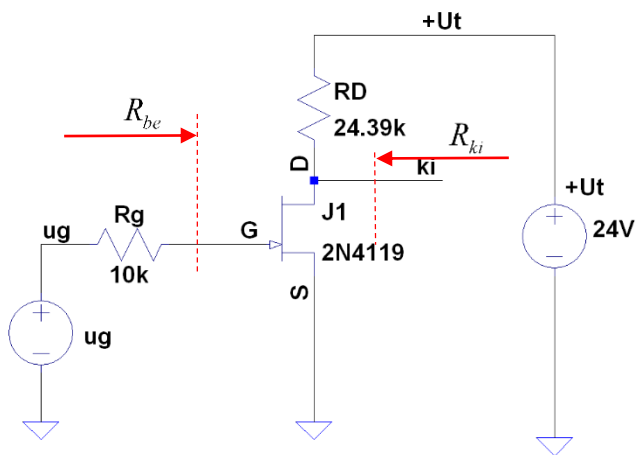 +Ut
RD
24.39k
R_be
R_ki
D
ki
+Ut
J1
24V
Rg
ug
G
2N4119
10k
S
ug